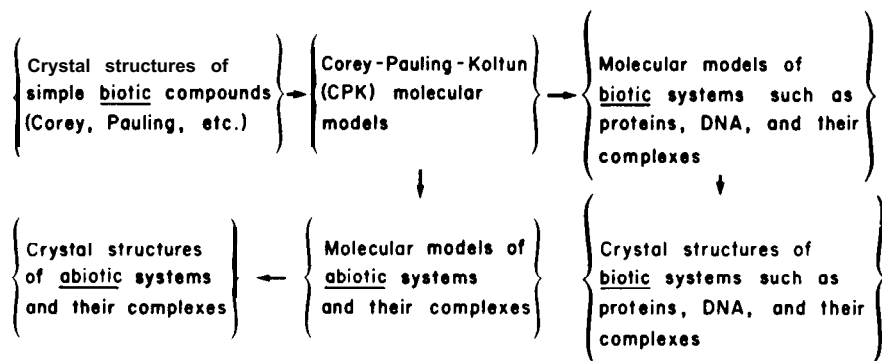 Crystal structures of
simple biotic compounds
(Corey, Pauling, etc.)
Corey-Pauling-Koltun
(CPK) molecular
models
Molecular models of
biotic systems such as
proteins, DNA, and their
complexes
Crystal structures
of abiotic systems
and their complexes
Molecular models of
abiotic systems
and their complexes
Crystal structures of
biotic systems such as
proteins, DNA, and their
complexes